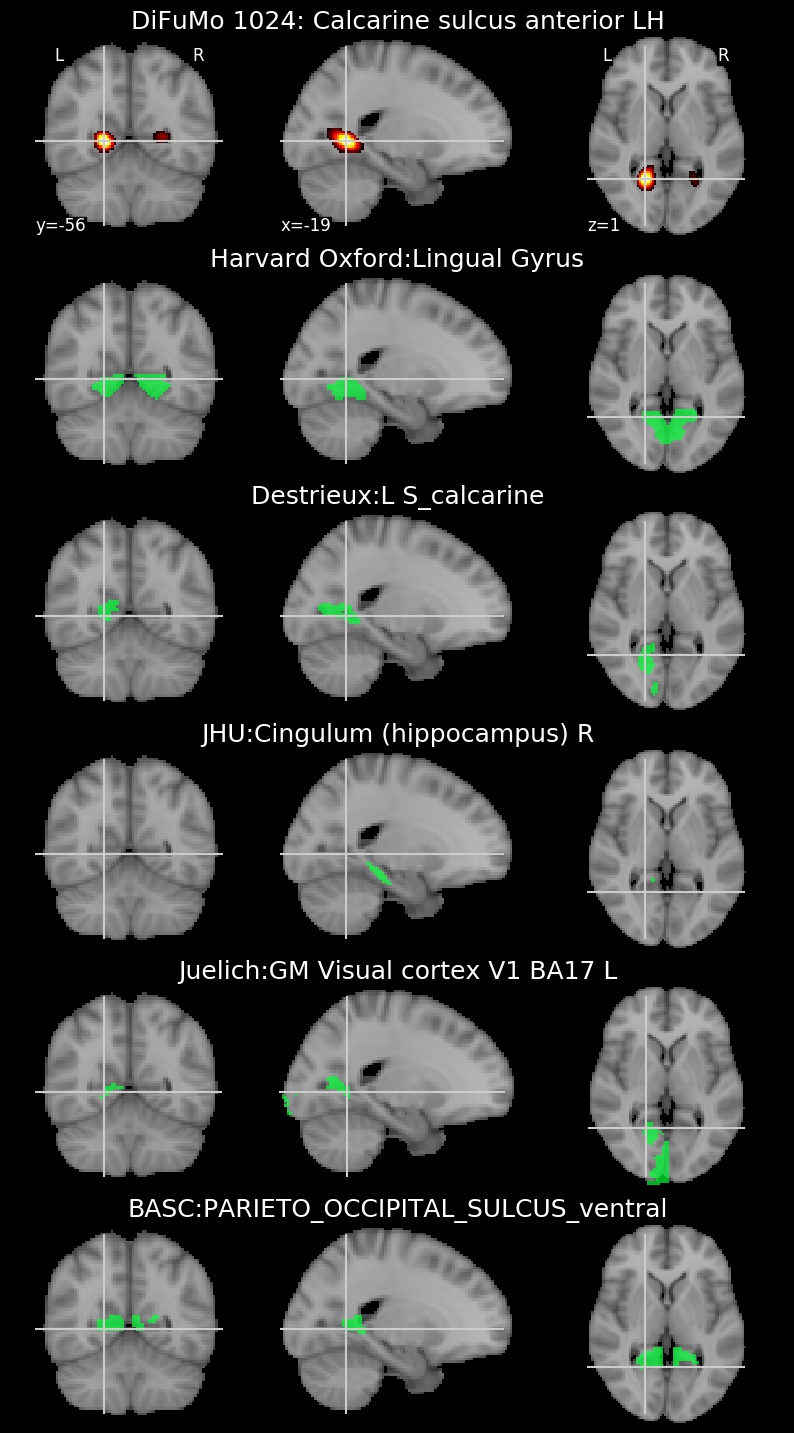 DiFuMo 1024: Calcarine sulcus anterior LH
L R L R
y=-56 x=-19 z=1
Harvard Oxford:Lingual Gyrus
Destrieux:L S_calcarine
JHU:Cingulum (hippocampus) R
Juelich:GM Visual cortex V1 BA17 L
BASC:PARIETO_OCCIPITAL_SULCUS_ventral